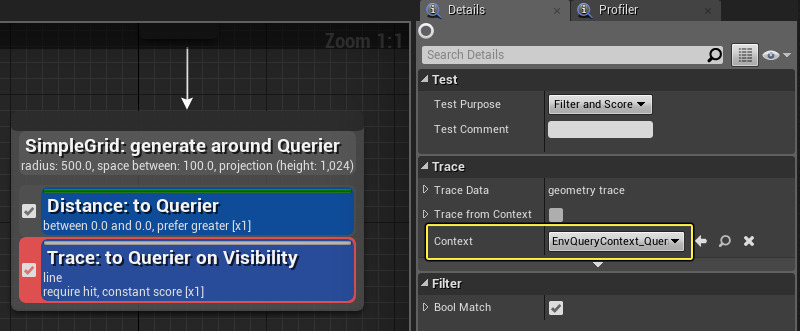 Zoom 1:1
SimpleGrid: generate around Querier
radius: 500.0, space between: 100.0, projection (height: 1,024)
Distance: to Querier
between 0.0 and 0.0, prefer greater [x1]
Trace: to Querier on Visibility
line
require hit, constant score [x1]
Details
Profiler
Search Details
Test
Test Purpose
Filter and Score
Test Comment
Trace
Trace Data
geometry trace
Trace from Context
Context
EnvQueryContext_Quer
Filter
Bool Match